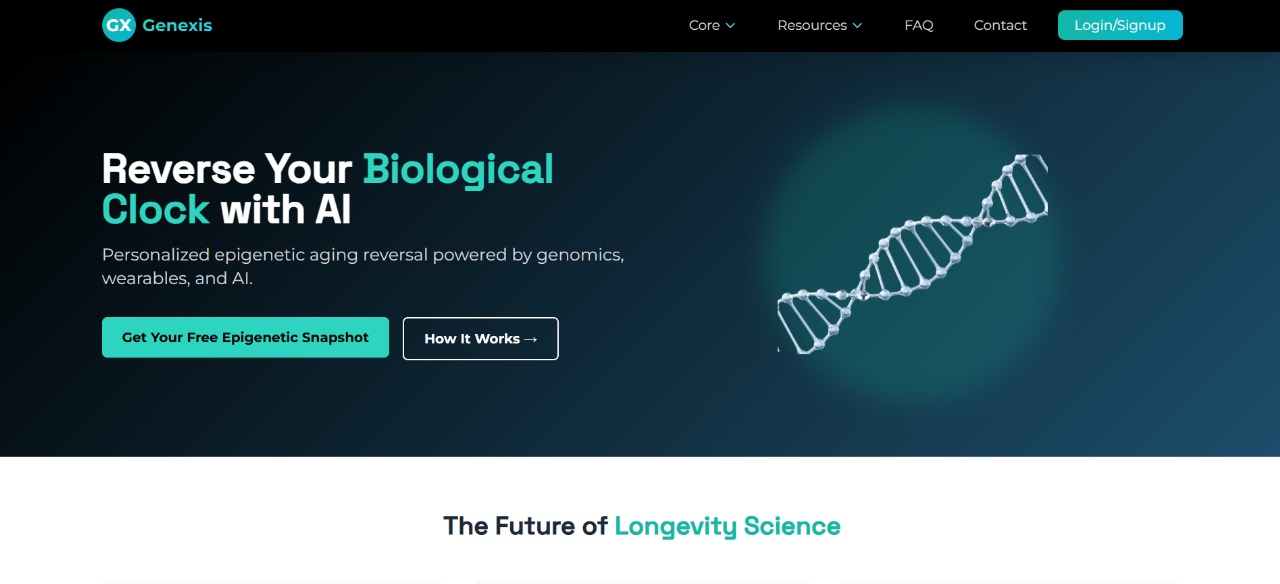 GX Genexis
Core
Resources
FAQ
Contact
Login/Signup
Reverse Your Biological
Clock with AI
Personalized epigenetic aging reversal powered by genomics,
wearables, and AI.
Get Your Free Epigenetic Snapshot
How It Works →
The Future of Longevity Science